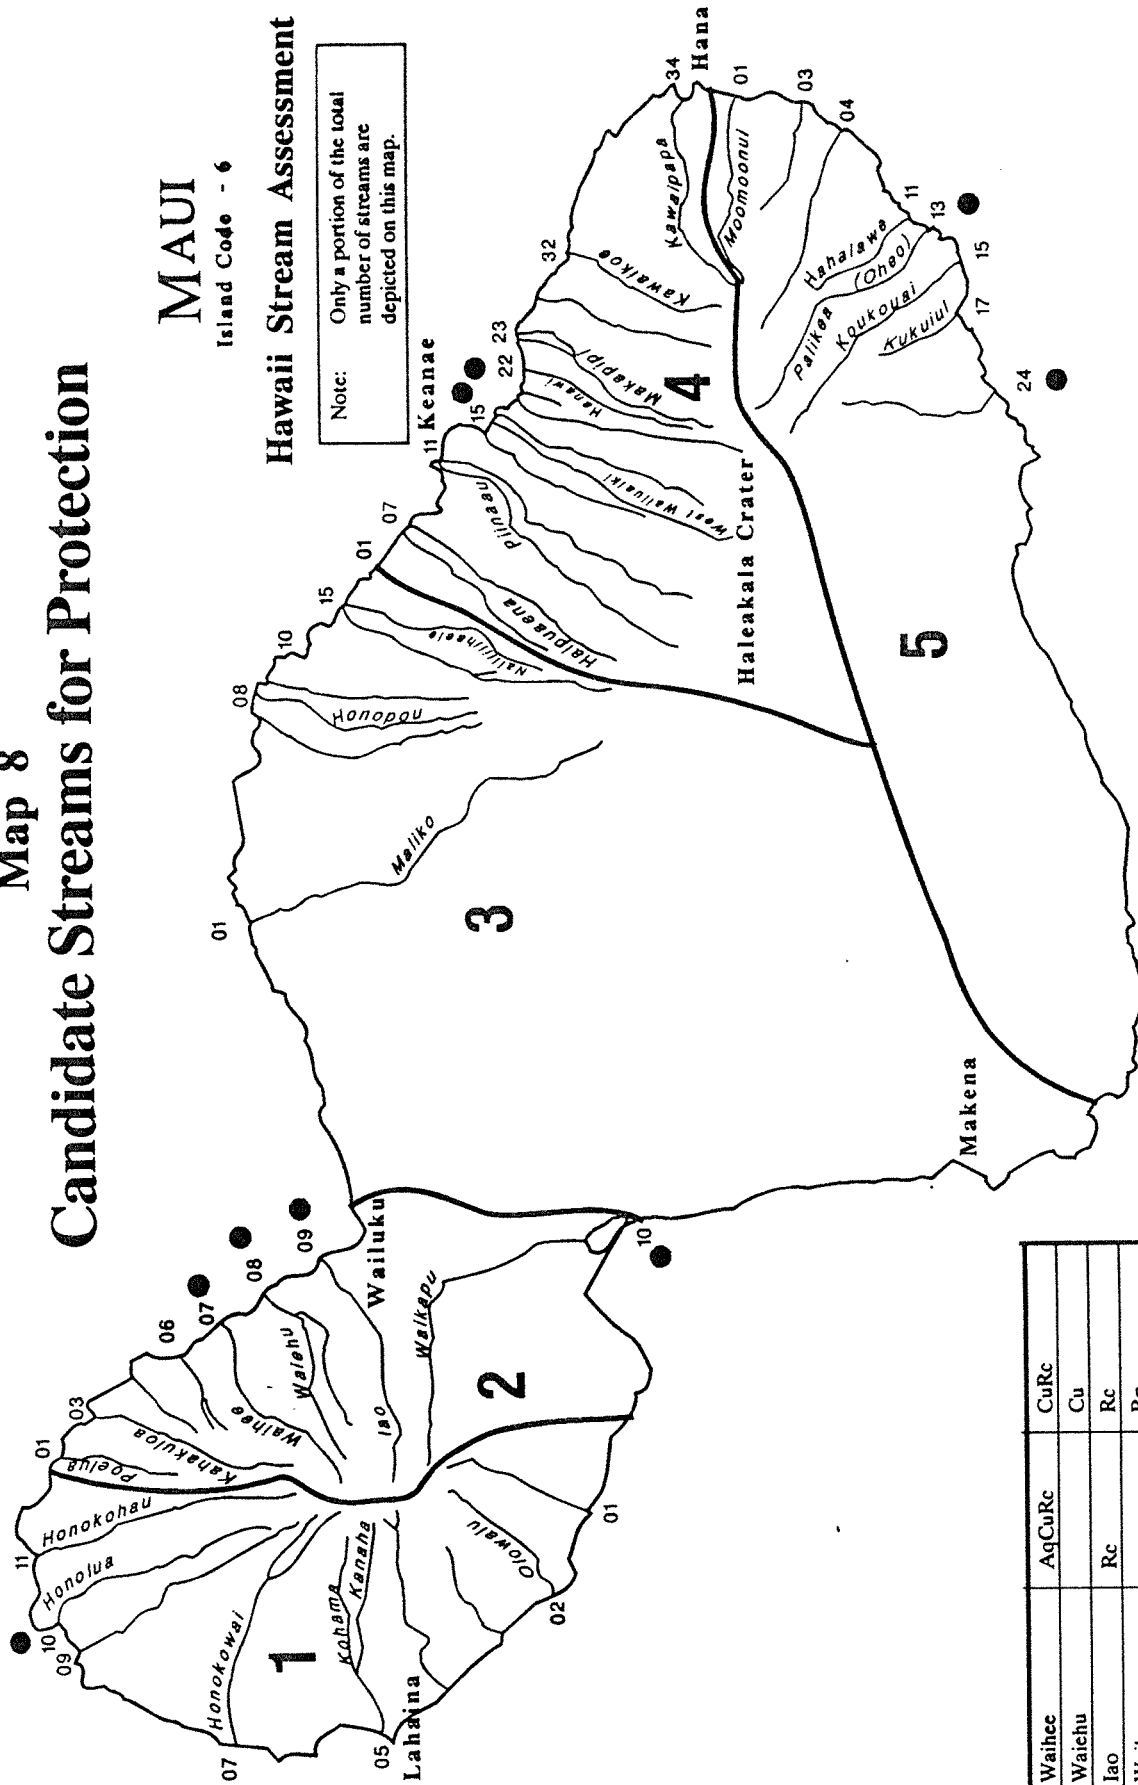 Map 8
Candidate Streams for Protection
MAUI
Island Code - 6
Hawaii Stream Assessment
Note: Only a portion of the total
number of streams are
depicted on this map.
11
10
09
07
05
02
01
01
03
06
07
08
09
10
01
08
10
15
01
07
11
15
22
23
32
34
01
03
04
11
13
15
17
24
Honokohau
Honolua
Honokowai
Kahama
Kanaha
Lahaina
Olowalu
1
Poelua
Kahakuloa
Waihee
Waiehu
Iao
Wailuku
Waikapu
2
Maliko
Honopou
Nailiilihaele
3
Makena
Haipuaena
Piinaau
Keanae
West Wailuaiki
Hanawi
Makapipi
Kawaikoe
Kawaipapa
Hana
4
Haleakala Crater
Moomoonui
Hahalawe
Palikea
(Oheo)
Koukouai
Kukuiui
5
Waihee AqCuRc CuRc
Waiehu Cu
Iao Rc Rc